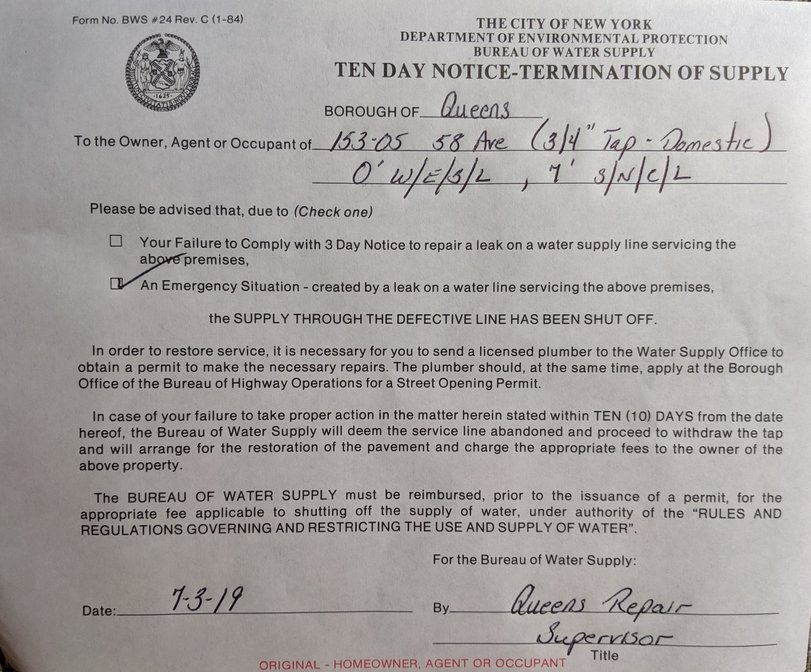 Form No. BWS #24 Rev. C (1-84)
THE CITY OF NEW YORK
DEPARTMENT OF ENVIRONMENTAL PROTECTION
BUREAU OF WATER SUPPLY
TEN DAY NOTICE-TERMINATION OF SUPPLY
BOROUGH OF Queens
To the Owner, Agent or Occupant of 153-05 58 Ave (3/4" Tap - Domestic)
0' W/E/S/L , 7' S/N/C/L
Please be advised that, due to (Check one)
Your Failure to Comply with 3 Day Notice to repair a leak on a water supply line servicing the
above premises,
An Emergency Situation - created by a leak on a water line servicing the above premises,
the SUPPLY THROUGH THE DEFECTIVE LINE HAS BEEN SHUT OFF.
In order to restore service, it is necessary for you to send a licensed plumber to the Water Supply Office to
obtain a permit to make the necessary repairs. The plumber should, at the same time, apply at the Borough
Office of the Bureau of Highway Operations for a Street Opening Permit.
In case of your failure to take proper action in the matter herein stated within TEN (10) DAYS from the date
hereof, the Bureau of Water Supply will deem the service line abandoned and proceed to withdraw the tap
and will arrange for the restoration of the pavement and charge the appropriate fees to the owner of the
above property.
The BUREAU OF WATER SUPPLY must be reimbursed, prior to the issuance of a permit, for the
appropriate fee applicable to shutting off the supply of water, under authority of the “RULES AND
REGULATIONS GOVERNING AND RESTRICTING THE USE AND SUPPLY OF WATER”.
For the Bureau of Water Supply:
Date: 7-3-19 By Queens Repair
Supervisor
Title
ORIGINAL - HOMEOWNER, AGENT OR OCCUPANT